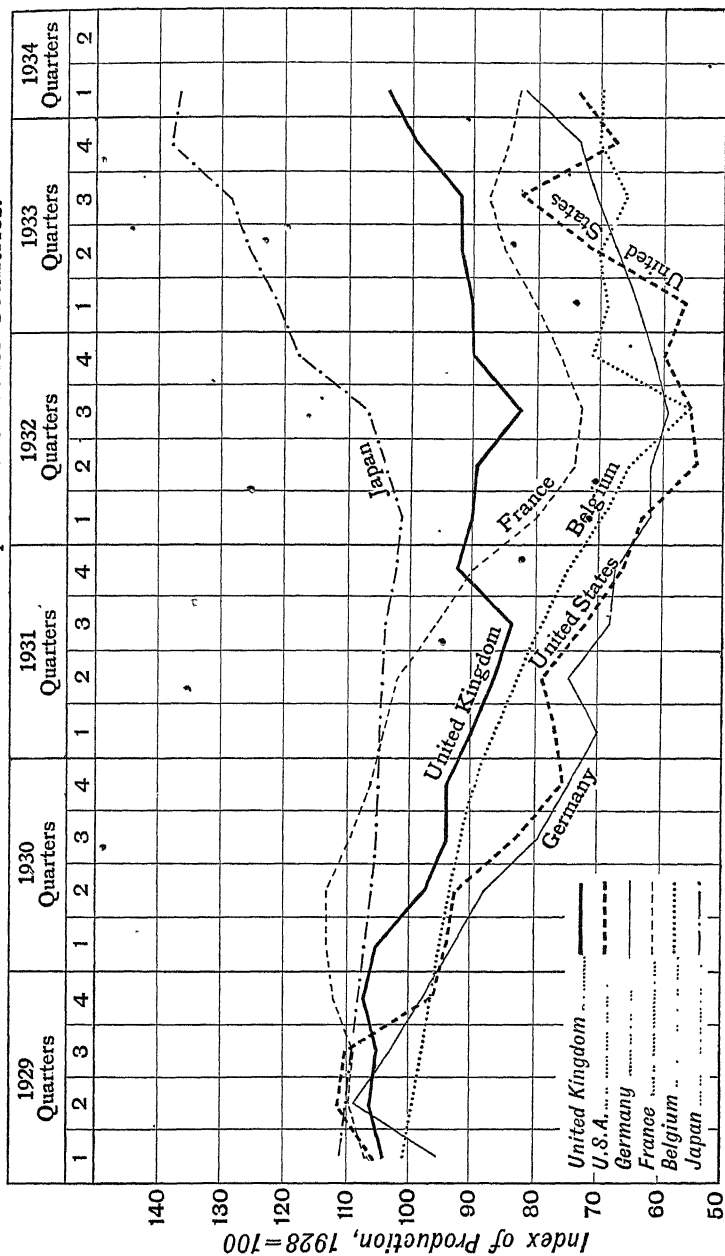 1929
Quarters
1930
Quarters
1931
Quarters
1932
Quarters
1933
Quarters
1934
Quarters
1 2 3 4 1 2 3 4 1 2 3 4 1 2 3 4 1 2 3 4 1 2
Index of Production, 1928=100
140
130
120
110
100
90
80
70
60
50
Japan
France
United Kingdom
Belgium
United States
Germany
United
States
United Kingdom
U.S.A.
Germany
France
Belgium
Japan